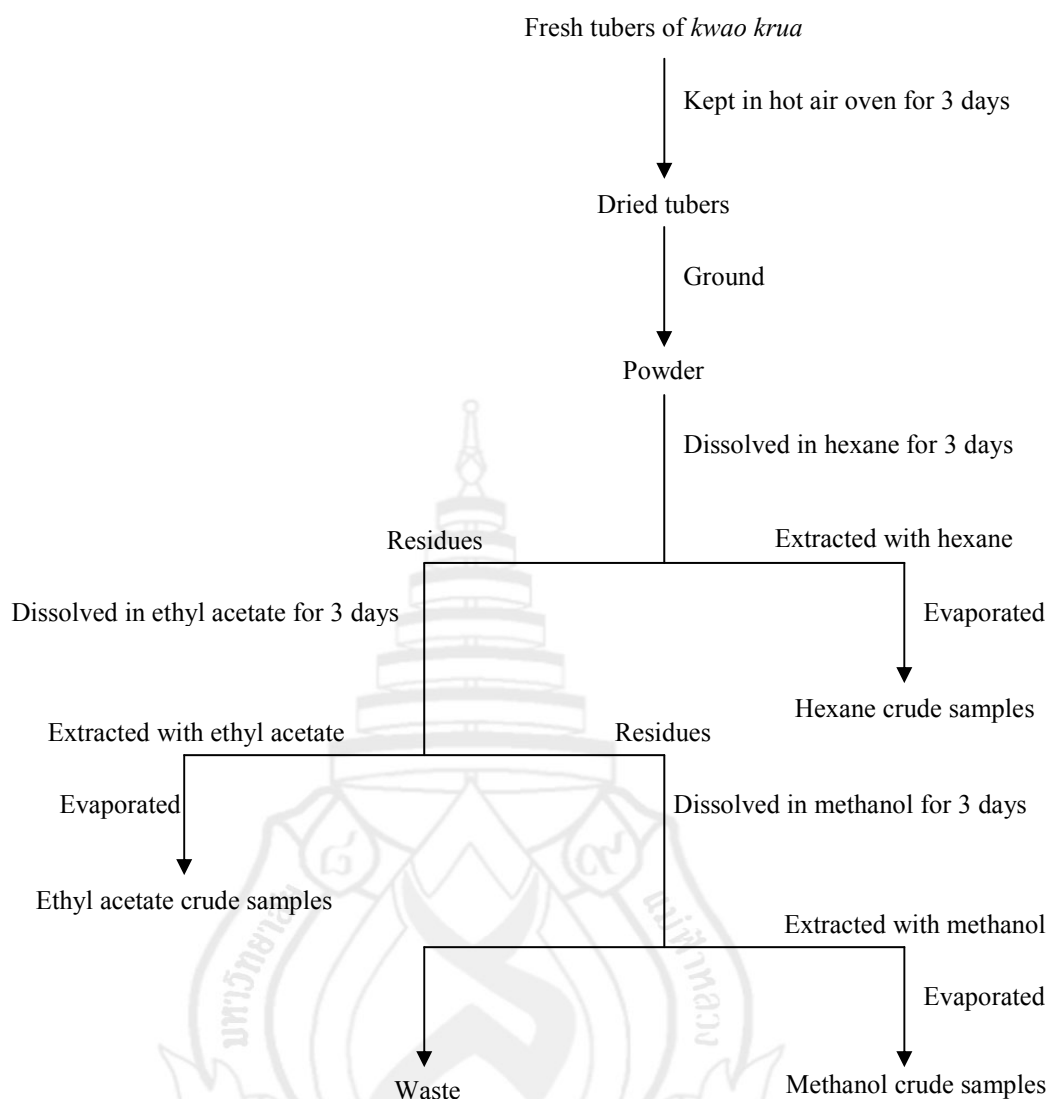 Fresh tubers of kwao krua
Kept in hot air oven for 3 days
Dried tubers
Ground
Powder
Dissolved in hexane for 3 days
Residues
Extracted with hexane
Dissolved in ethyl acetate for 3 days
Evaporated
Hexane crude samples
Extracted with ethyl acetate
Residues
Evaporated
Dissolved in methanol for 3 days
Ethyl acetate crude samples
Extracted with methanol
Evaporated
Waste
Methanol crude samples